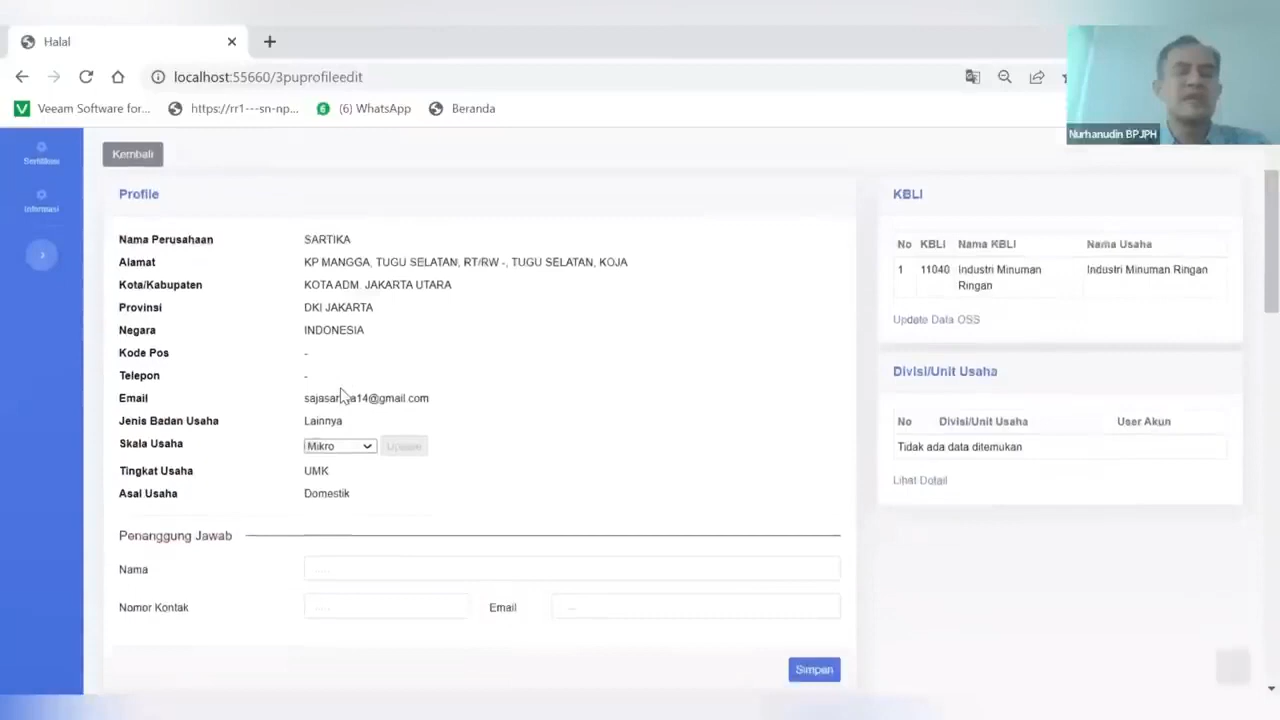 Halal
localhost:55660/3puprofileedit
Veeam Software for...
https://rr1---sn-np...
(6) WhatsApp
Beranda
Nurhanudin BPJPH
Sertifikasi
Informasi
Kembali
Profile
Nama Perusahaan SARTIKA
Alamat KP MANGGA, TUGU SELATAN, RT/RW -, TUGU SELATAN, KOJA
Kota/Kabupaten KOTA ADM. JAKARTA UTARA
Provinsi DKI JAKARTA
Negara INDONESIA
Kode Pos -
Telepon -
Email
Jenis Badan Usaha Lainnya
Skala Usaha Mikro Update
Tingkat Usaha UMK
Asal Usaha Domestik
Penanggung Jawab
Nama
Nomor Kontak Email
Simpan
KBLI
No KBLI Nama KBLI Nama Usaha
1 11040 Industri Minuman Ringan Industri Minuman Ringan
Update Data OSS
Divisi/Unit Usaha
No Divisi/Unit Usaha User Akun
Tidak ada data ditemukan
Lihat Detail